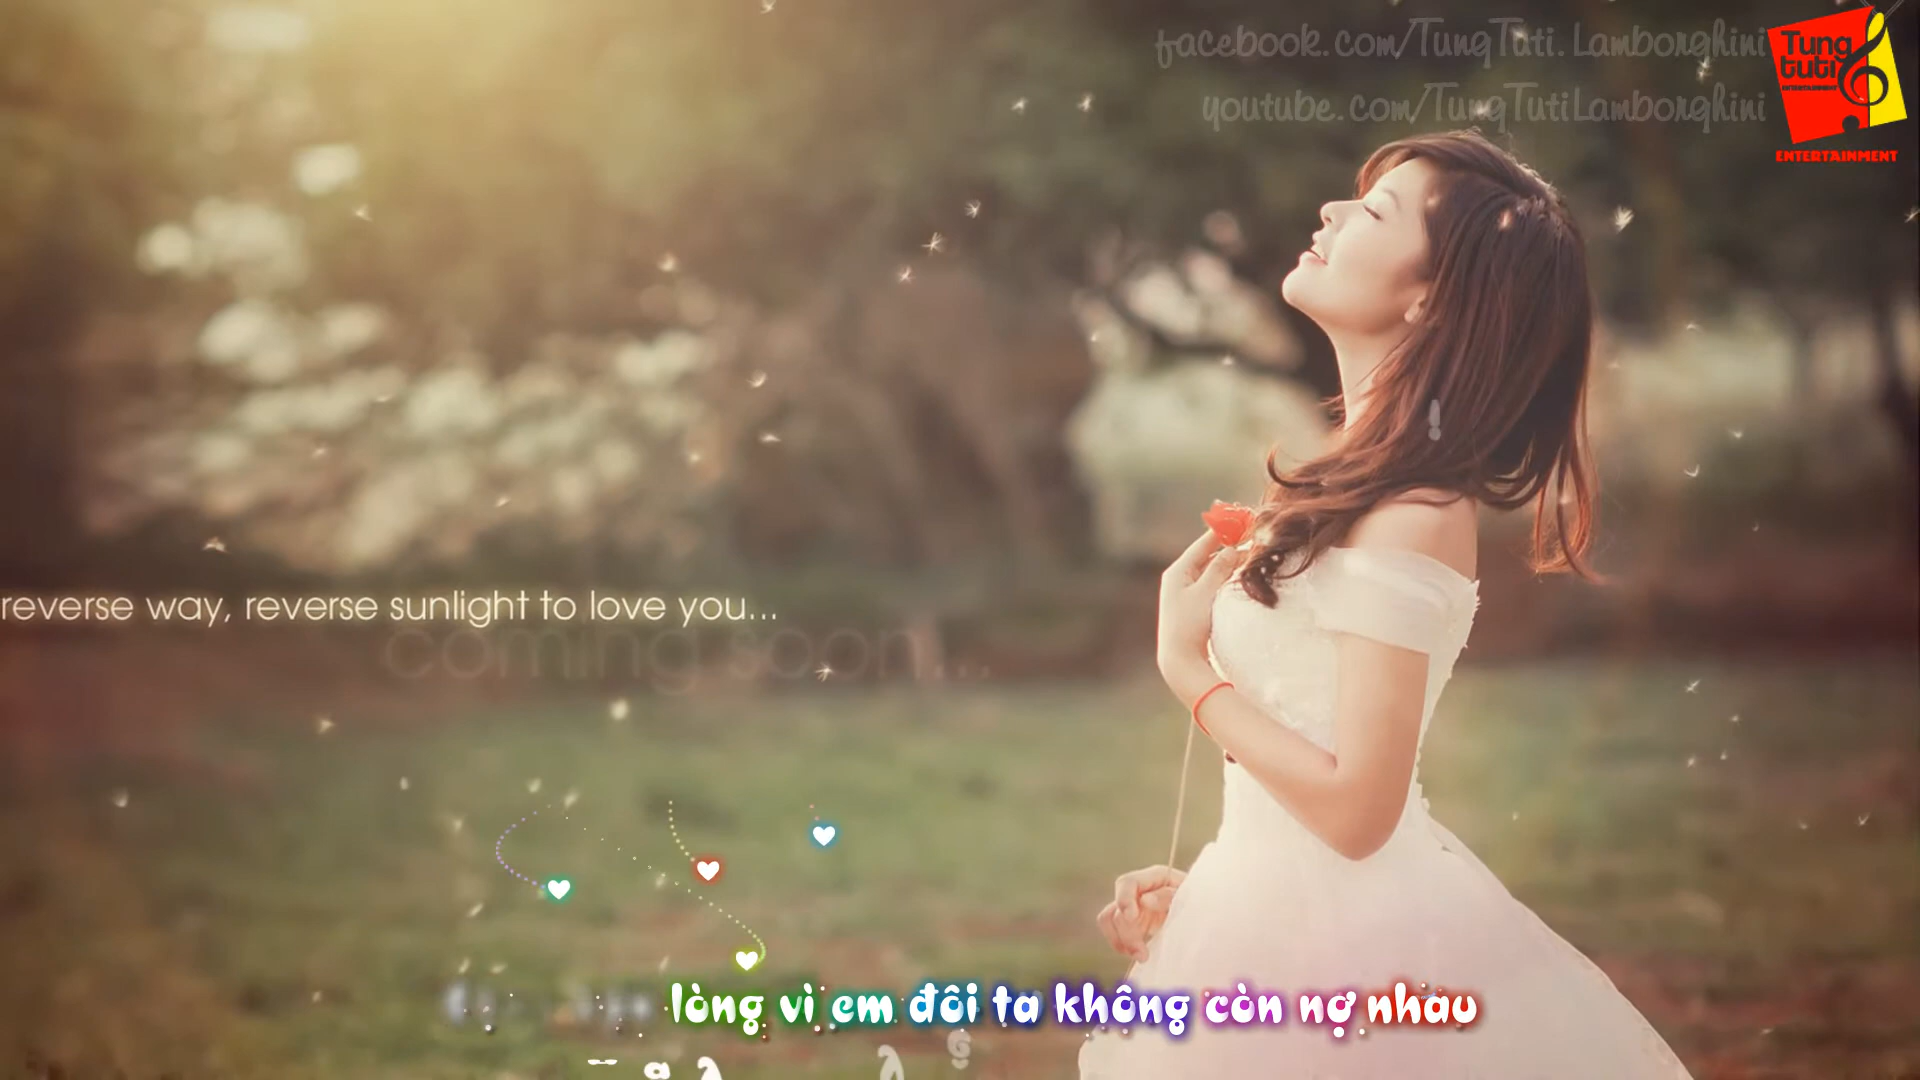 facebook.com/TungTuti.Lamborghini
youtube.com/TungTutiLamborghini
Tung
tuti
ENTERTAINMENT
ENTERTAINMENT
reverse way, reverse sunlight to love you...
coming soon...
lòng vì em đôi ta không còn nợ nhau